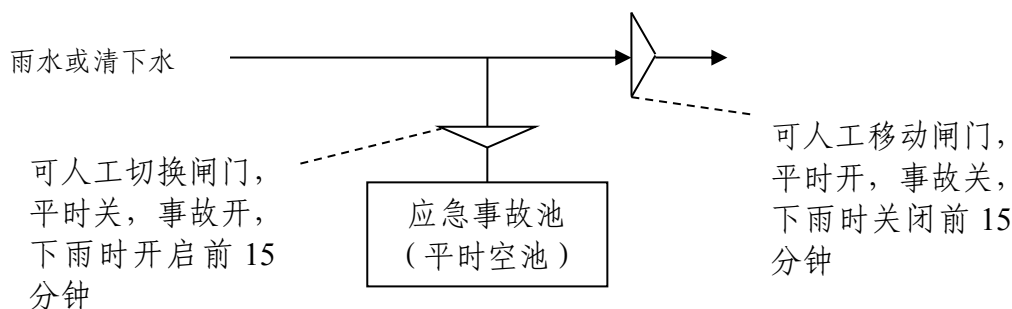 雨水或清下水
可人工切换闸门，
平时关，事故开，
下雨时开启前 15
分钟
应急事故池
（平时空池）
可人工移动闸门，
平时开，事故关，
下雨时关闭前 15
分钟